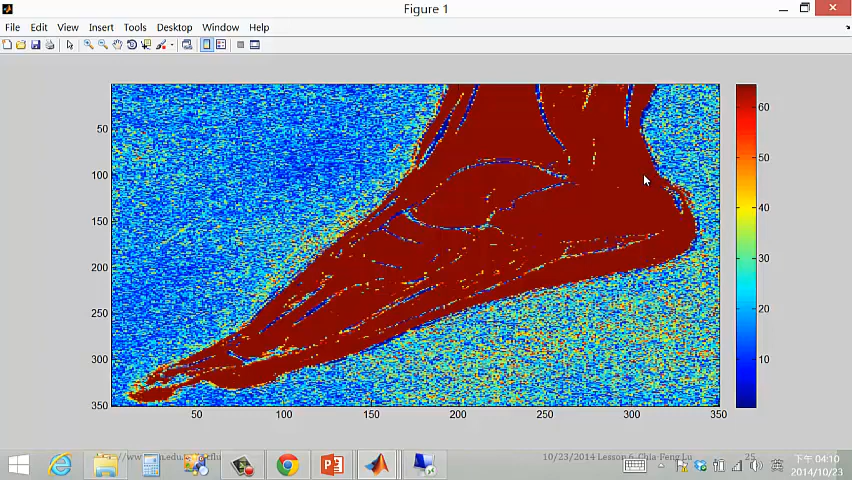 Figure 1
File Edit View Insert Tools Desktop Window Help
50
100
150
200
250
300
350
50 100 150 200 250 300 350
60
50
40
30
20
10
10/23/2014 Lesson 6, Chia-Feng Lu 25
下午 04:10
2014/10/23
英